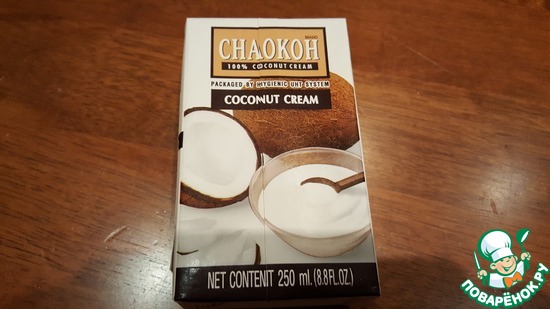 CHAOKOH
BRAND
100% COCONUT CREAM
PACKAGED BY HYGIENIC UHT SYSTEM
COCONUT CREAM
NET CONTENIT 250 ml. (8.8FL.OZ.)
ПОВАРЁНОК.РУ